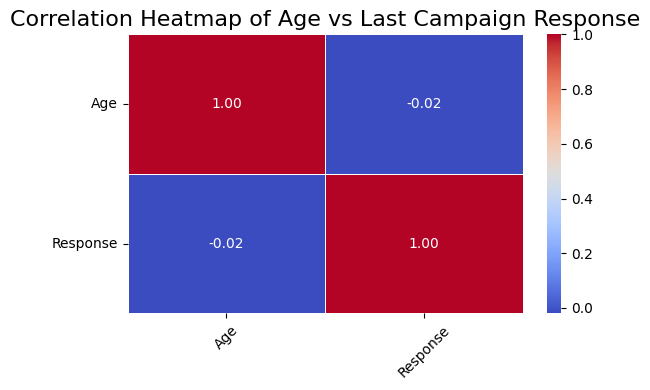 Correlation Heatmap of Age vs Last Campaign Response
Age
1.00
-0.02
Response
-0.02
1.00
Age
Response
1.0
0.8
0.6
0.4
0.2
0.0